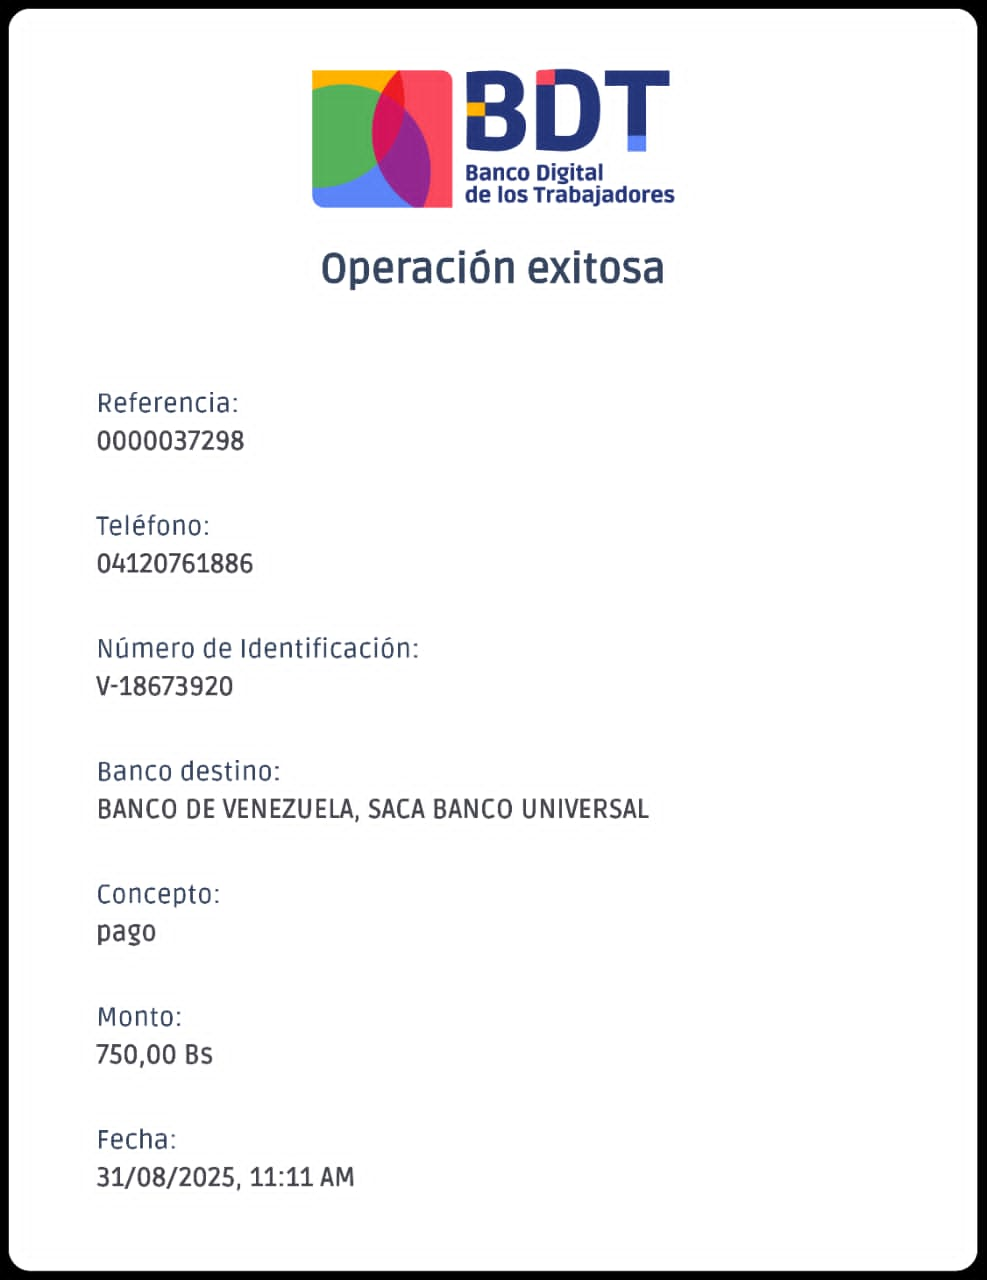 BDT
Banco Digital
de los Trabajadores
Operación exitosa
Referencia:
0000037298
Teléfono:
04120761886
Número de Identificación:
V-18673920
Banco destino:
BANCO DE VENEZUELA, SACA BANCO UNIVERSAL
Concepto:
pago
Monto:
750,00 Bs
Fecha:
31/08/2025, 11:11 AM